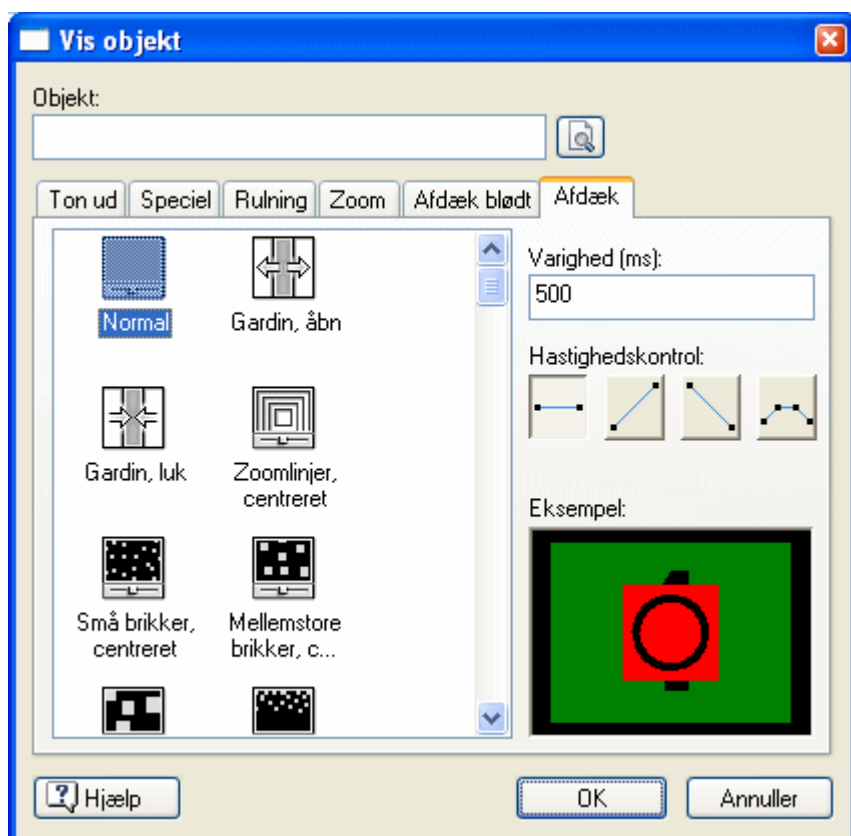 Vis objekt
Objekt:
Ton ud Speciel Rulning Zoom Afdæk blødt Afdæk
Normal
Gardin, åbn
Gardin, luk
Zoomlinjer,
centreret
Små brikker,
centreret
Mellemstore
brikker, c...
Varighed (ms):
500
Hastighedskontrol:
Eksempel:
Hjælp
OK
Annuller